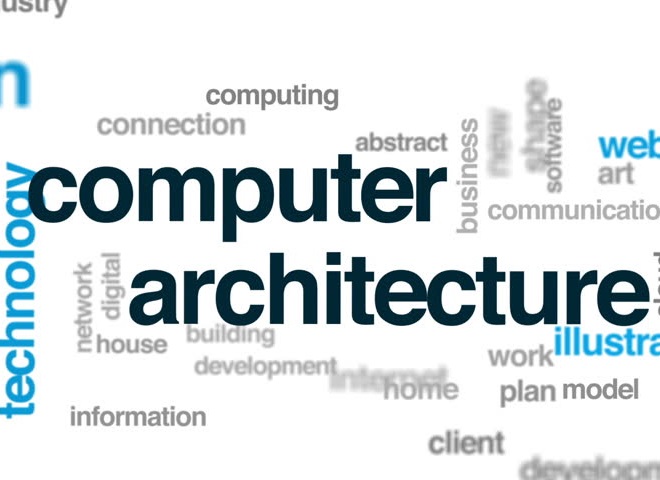 ustry
n
computing
connection
abstract
business
new
shape
software
web
art
computer
communicatio
technology
architecture
network
digital
building
house
illustra
work
development
internet
home
plan model
information
client
developm